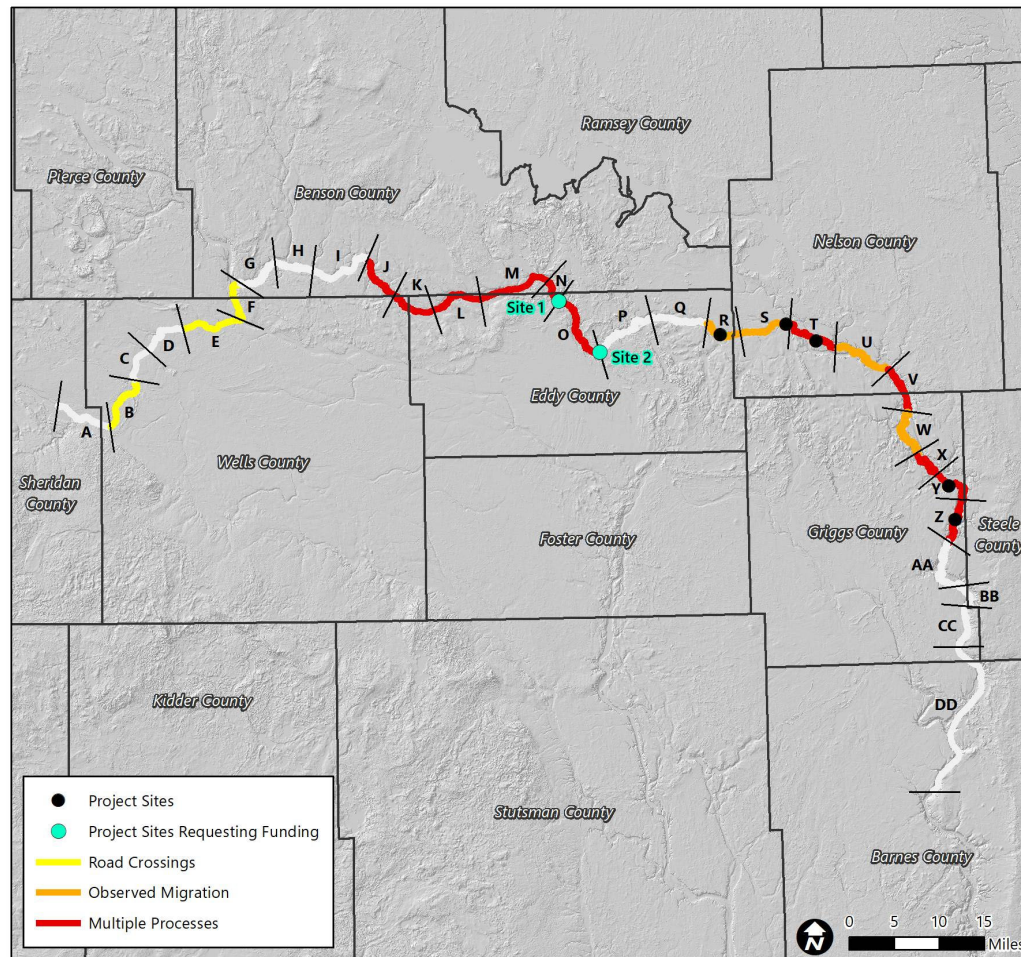 Ramsey County
Pierce County
Benson County
Nelson County
G
H
I
J
K
L
M
N
Site 1
F
E
D
C
B
A
O
Site 2
P
Q
R
S
T
U
V
W
X
Y
Z
AA
BB
CC
DD
Eddy County
Wells County
Sheridan
County
Foster County
Griggs County
Steele
County
Kidder County
Stutsman County
Barnes County
Project Sites
Project Sites Requesting Funding
Road Crossings
Observed Migration
Multiple Processes
N
0 5 10 15
Miles